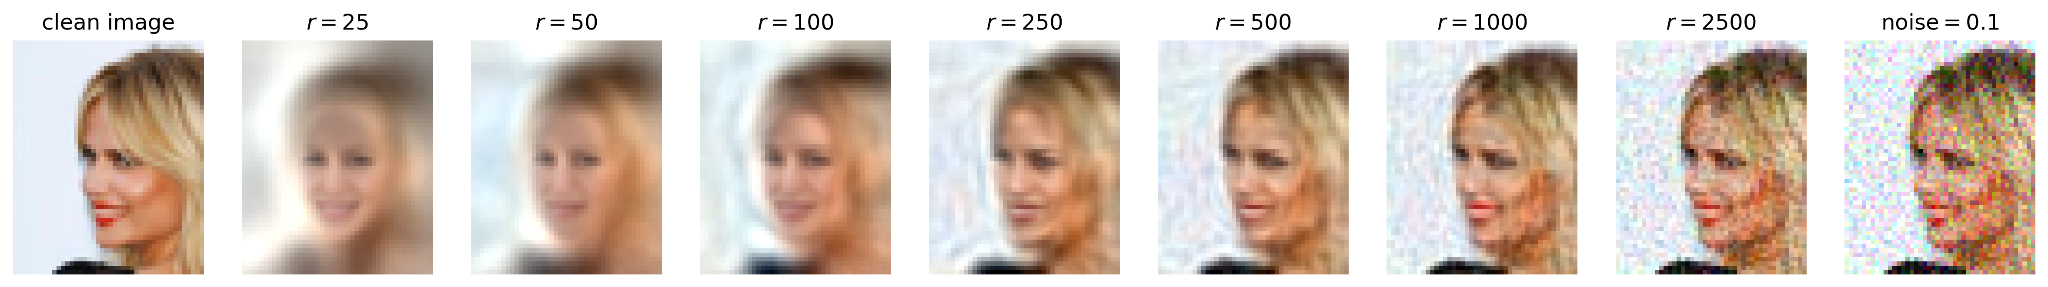 clean image r = 25 r = 50 r = 100 r = 250 r = 500 r = 1000 r = 2500 noise = 0.1